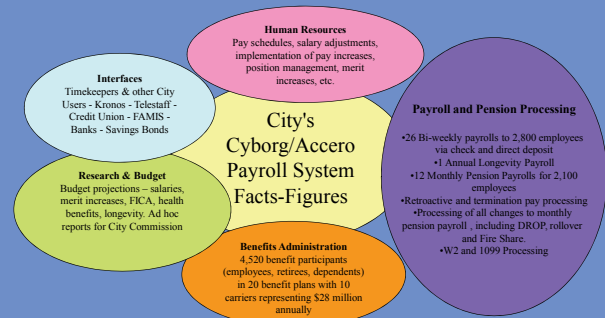 Human Resources
Pay schedules, salary adjustments,
implementation of pay increases,
position management, merit
increases, etc.
Interfaces
Timekeepers & other City
Users - Kronos - Telestaff -
Credit Union - FAMIS -
Banks - Savings Bonds
City's
Cyborg/Accero
Payroll System
Facts-Figures
Payroll and Pension Processing
•26 Bi-weekly payrolls to 2,800 employees
via check and direct deposit
•1 Annual Longevity Payroll
•12 Monthly Pension Payrolls for 2,100
employees
•Retroactive and termination pay processing
•Processing of all changes to monthly
pension payroll , including DROP, rollover
and Fire Share.
•W2 and 1099 Processing
Research & Budget
Budget projections – salaries,
merit increases, FICA, health
benefits, longevity. Ad hoc
reports for City Commission
Benefits Administration
4,520 benefit participants
(employees, retirees, dependents)
in 20 benefit plans with 10
carriers representing $28 million
annually